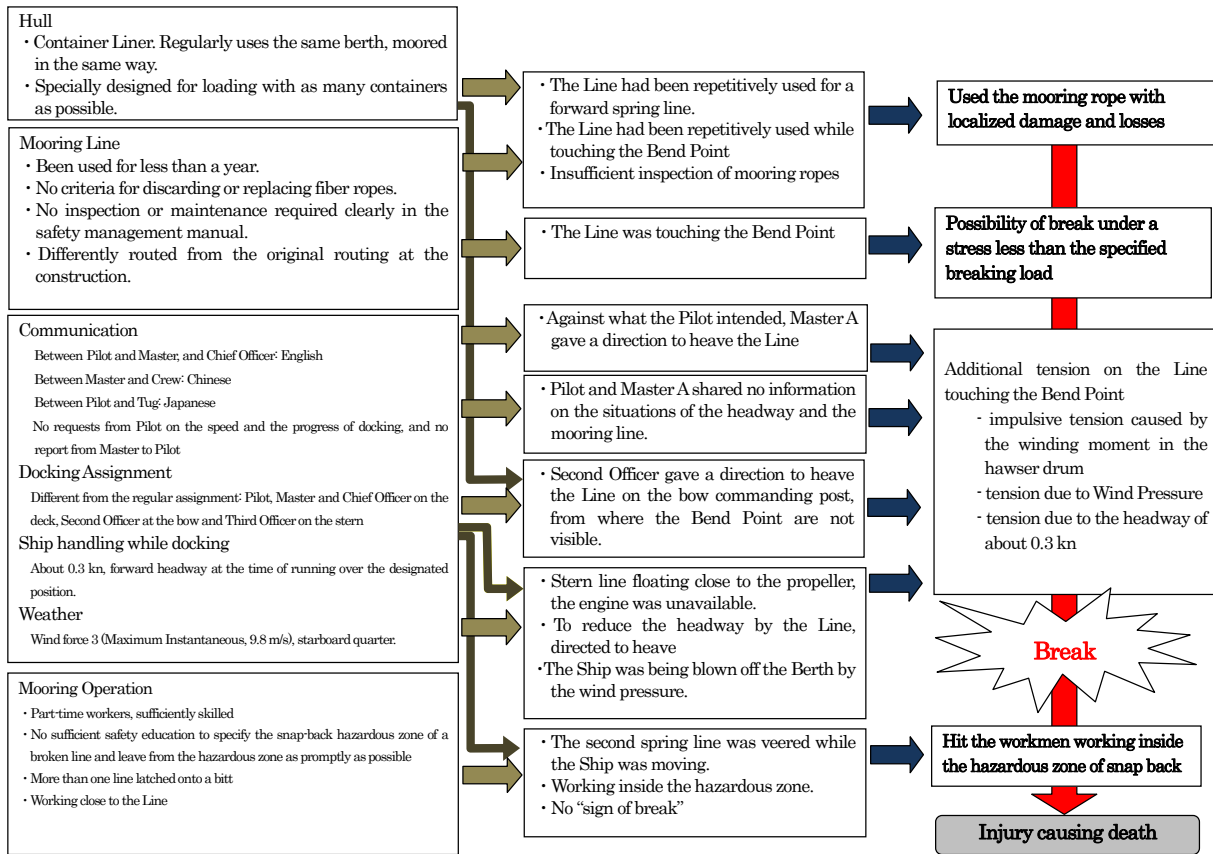 Hull
・Container Liner. Regularly uses the same berth, moored
in the same way.
・Specially designed for loading with as many containers
as possible.
Mooring Line
・Been used for less than a year.
・No criteria for discarding or replacing fiber ropes.
・No inspection or maintenance required clearly in the
safety management manual.
・Differently routed from the original routing at the
construction.
Communication
Between Pilot and Master, and Chief Officer: English
Between Master and Crew: Chinese
Between Pilot and Tug: Japanese
No requests from Pilot on the speed and the progress of docking, and no
report from Master to Pilot
Docking Assignment
Different from the regular assignment: Pilot, Master and Chief Officer on the
deck, Second Officer at the bow and Third Officer on the stern
Ship handling while docking
About 0.3 kn, forward headway at the time of running over the designated
position.
Weather
Wind force 3 (Maximum Instantaneous, 9.8 m/s), starboard quarter.
Mooring Operation
・Part-time workers, sufficiently skilled
・No sufficient safety education to specify the snap-back hazardous zone of a
broken line and leave from the hazardous zone as promptly as possible
・More than one line latched onto a bitt
・Working close to the Line
・The Line had been repetitively used for a
forward spring line.
・The Line had been repetitively used while
touching the Bend Point
・Insufficient inspection of mooring ropes
・The Line was touching the Bend Point
・Against what the Pilot intended, Master A
gave a direction to heave the Line
・Pilot and Master A shared no information
on the situations of the headway and the
mooring line.
・Second Officer gave a direction to heave
the Line on the bow commanding post,
from where the Bend Point are not
visible.
・Stern line floating close to the propeller,
the engine was unavailable.
・To reduce the headway by the Line,
directed to heave
・The Ship was being blown off the Berth by
the wind pressure.
・The second spring line was veered while
the Ship was moving.
・Working inside the hazardous zone.
・No “sign of break”
Used the mooring rope with
localized damage and losses
Possibility of break under a
stress less than the specified
breaking load
Additional tension on the Line
touching the Bend Point
- impulsive tension caused by
the winding moment in the
hawser drum
- tension due to Wind Pressure
- tension due to the headway of
about 0.3 kn
Break
Hit the workmen working inside
the hazardous zone of snap back
Injury causing death